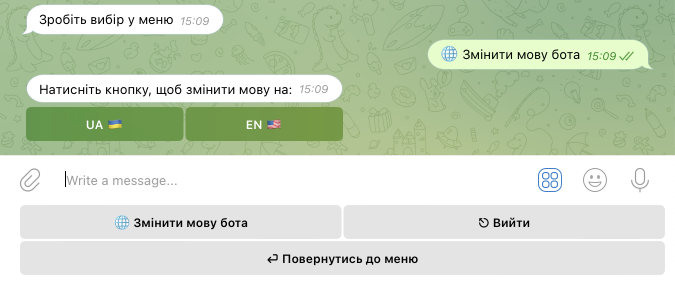 Зробіть вибір у меню 15:09
🌐 Змінити мову бота 15:09
Натисніть кнопку, щоб змінити мову на: 15:09
UA 🇺🇦 EN 🇺🇸
Write a message...
🌐 Змінити мову бота ⎋ Вийти
↩ Повернутись до меню